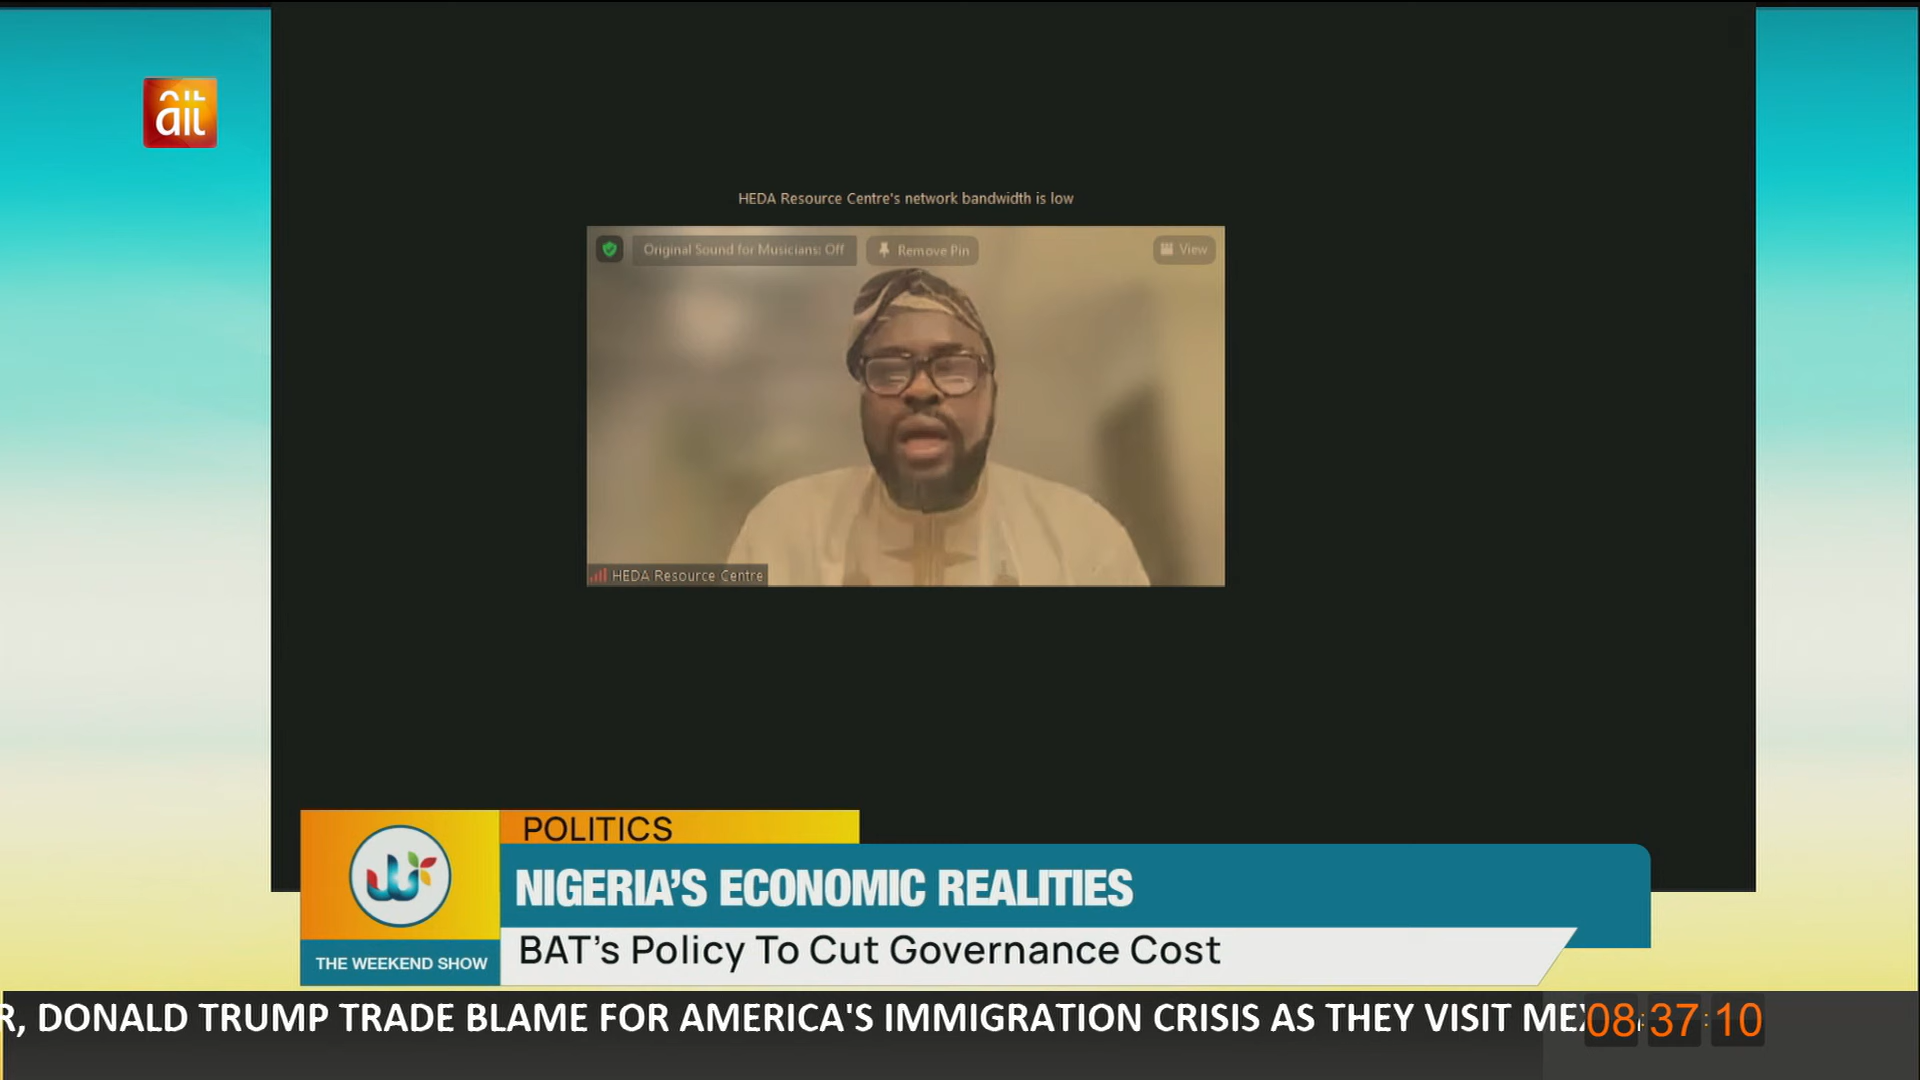 âit
HEDA Resource Centre's network bandwidth is low
Original Sound for Musicians: Off
Remove Pin
View
HEDA Resource Centre
POLITICS
NIGERIA'S ECONOMIC REALITIES
THE WEEKEND SHOW
BAT's Policy To Cut Governance Cost
R, DONALD TRUMP TRADE BLAME FOR AMERICA'S IMMIGRATION CRISIS AS THEY VISIT MEX
08:37:10